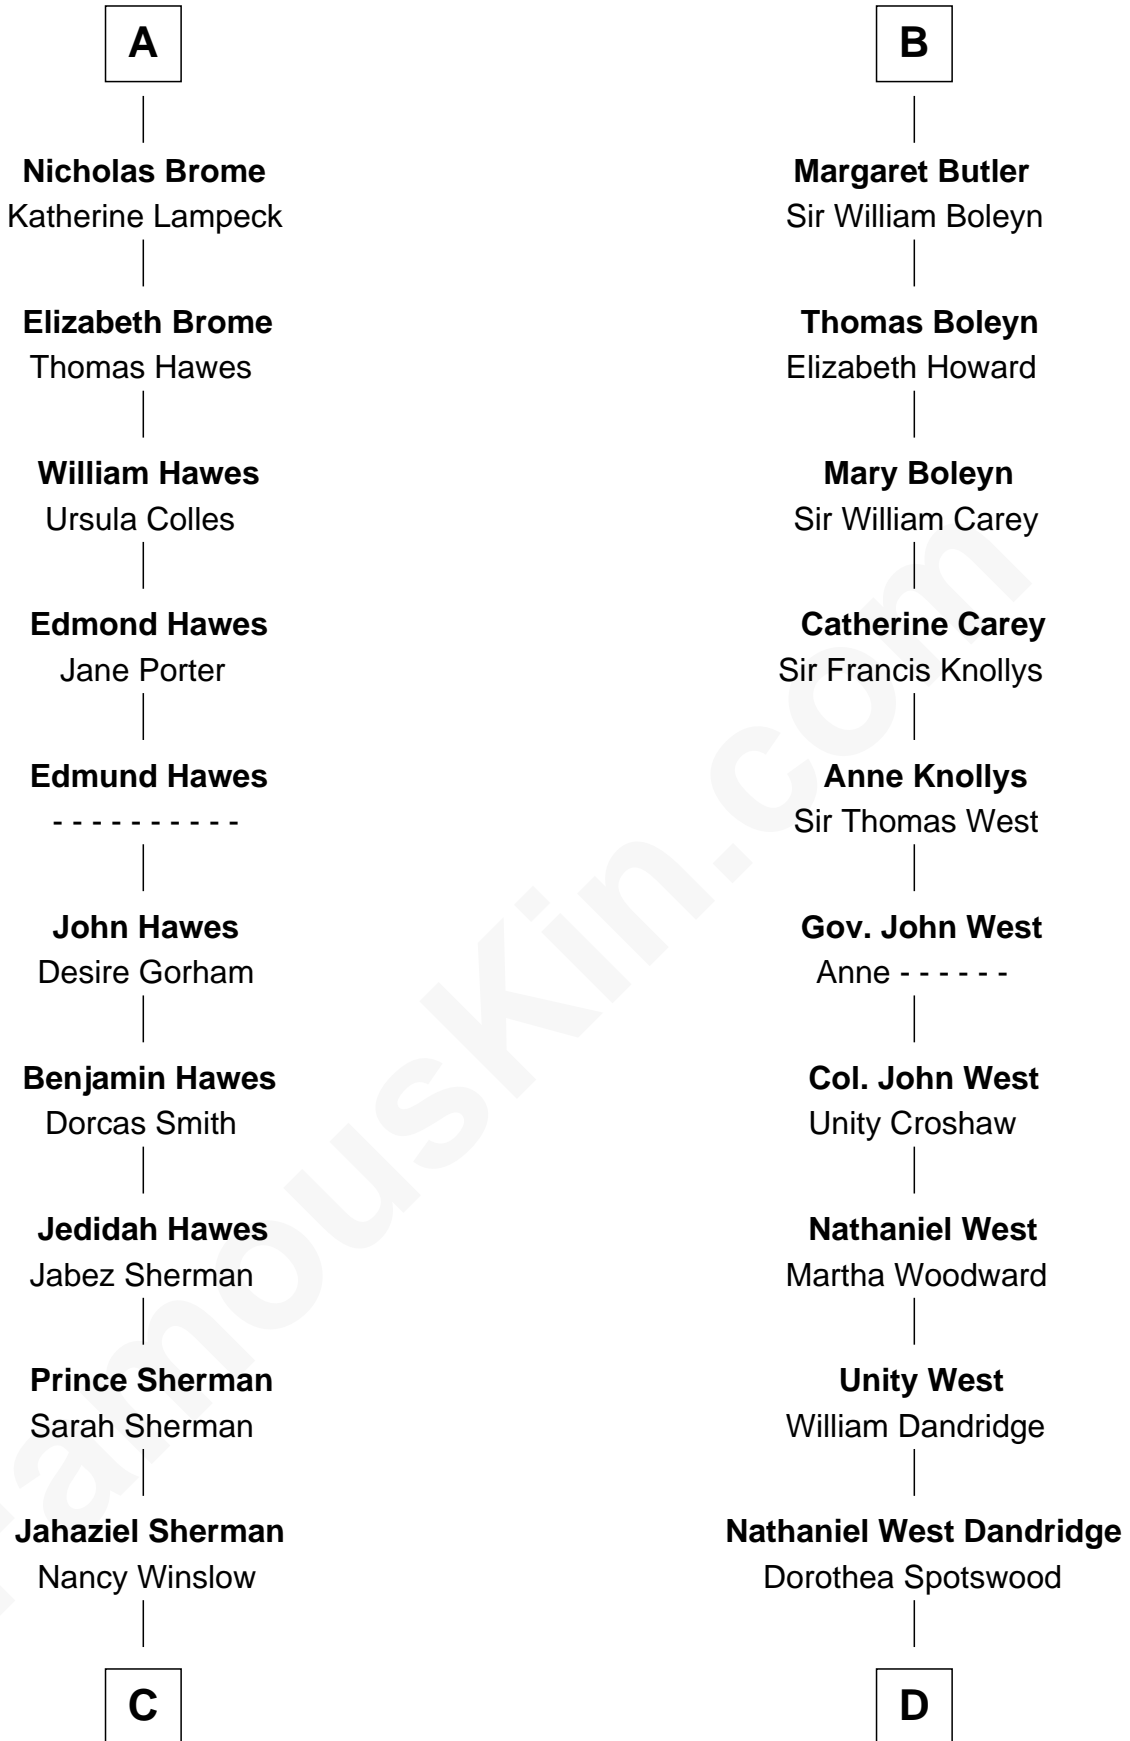 A
Nicholas Brome
Katherine Lampeck
Elizabeth Brome
Thomas Hawes
William Hawes
Ursula Colles
Edmond Hawes
Jane Porter
Edmund Hawes
- - - - - - - - - -
John Hawes
Desire Gorham
Benjamin Hawes
Dorcas Smith
Jedidah Hawes
Jabez Sherman
Prince Sherman
Sarah Sherman
Jahaziel Sherman
Nancy Winslow
C
B
Margaret Butler
Sir William Boleyn
Thomas Boleyn
Elizabeth Howard
Mary Boleyn
Sir William Carey
Catherine Carey
Sir Francis Knollys
Anne Knollys
Sir Thomas West
Gov. John West
Anne - - - - - -
Col. John West
Unity Croshaw
Nathaniel West
Martha Woodward
Unity West
William Dandridge
Nathaniel West Dandridge
Dorothea Spotswood
D
FamousKin.com